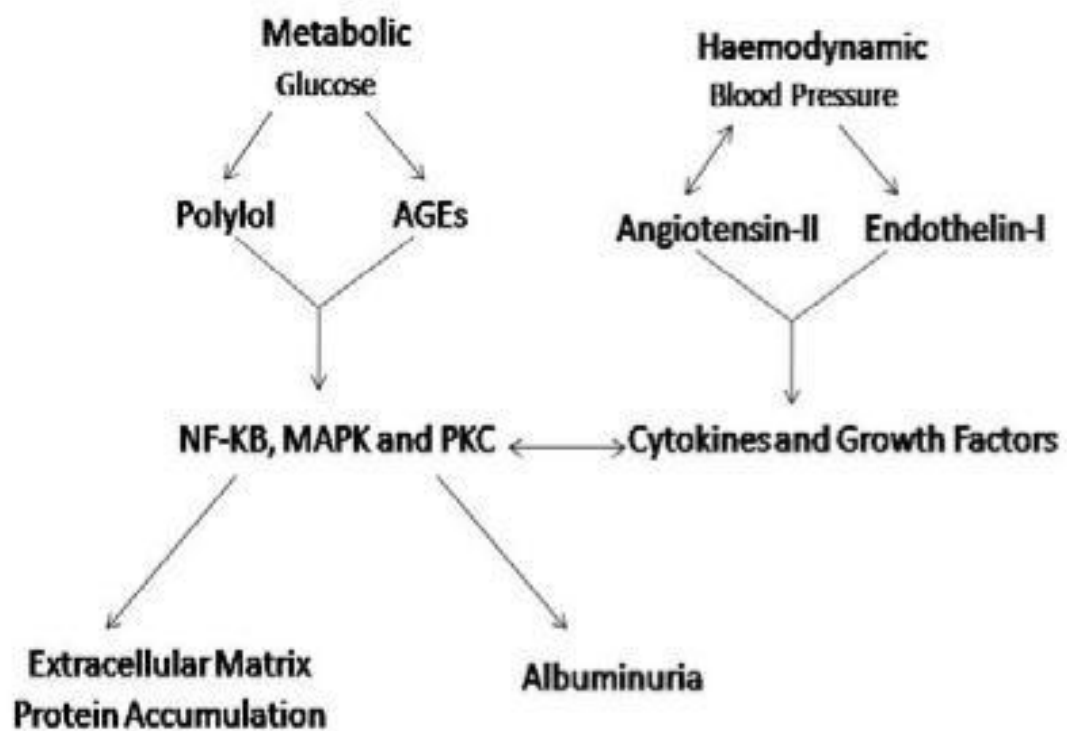 Metabolic
Glucose
Haemodynamic
Blood Pressure
Polylol
AGEs
Angiotensin-II
Endothelin-I
NF-KB, MAPK and PKC
Cytokines and Growth Factors
Extracellular Matrix
Protein Accumulation
Albuminuria